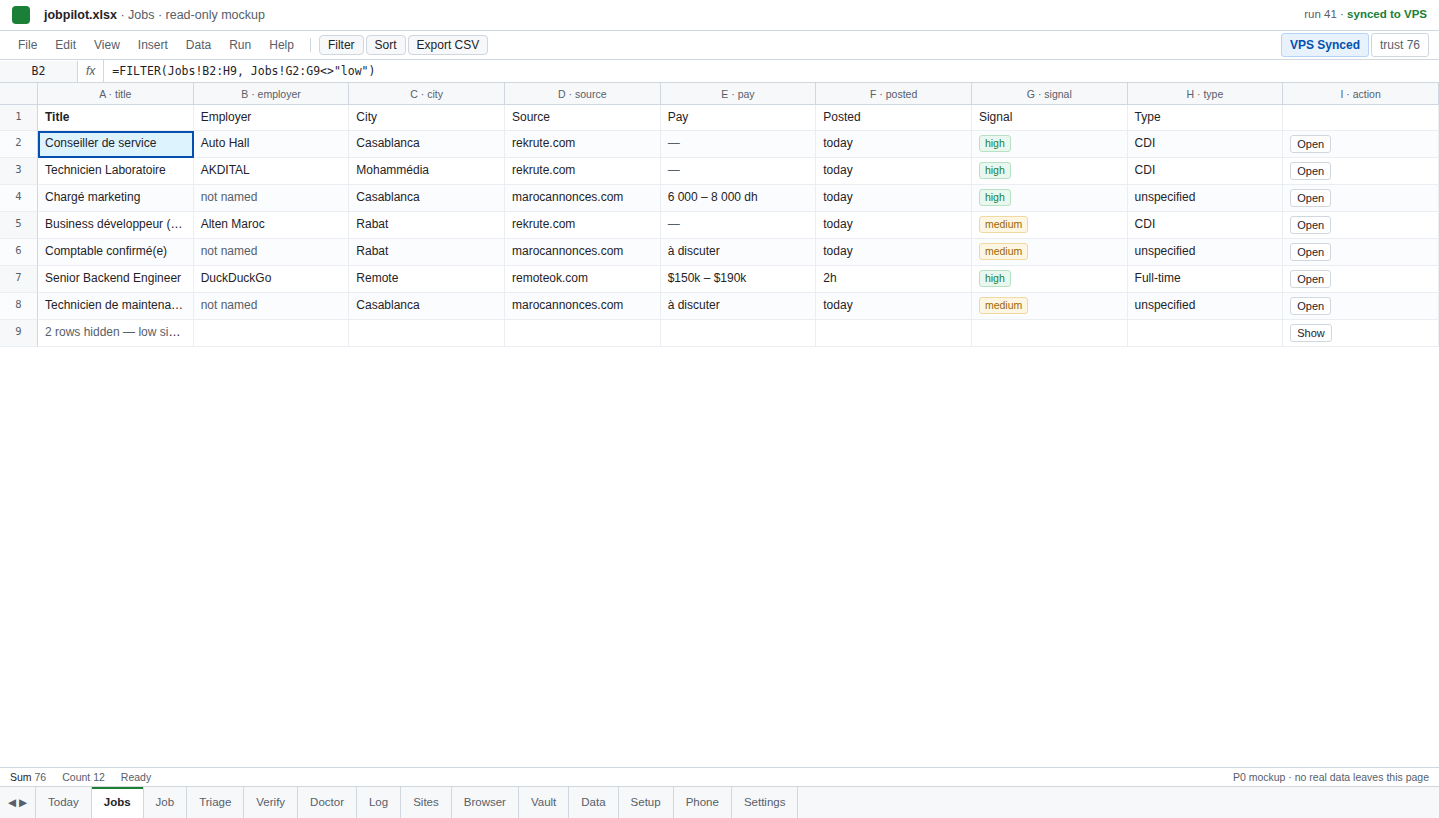 jobpilot.xlsx · Jobs · read-only mockup
run 41 · synced to VPS
File Edit View Insert Data Run Help Filter Sort Export CSV VPS Synced trust 76
B2 fx =FILTER(Jobs!B2:H9, Jobs!G2:G9<>"low")
A · title B · employer C · city D · source E · pay F · posted G · signal H · type I · action
1 Title Employer City Source Pay Posted Signal Type
2 Conseiller de service Auto Hall Casablanca rekrute.com — today high CDI Open
3 Technicien Laboratoire AKDITAL Mohammédia rekrute.com — today high CDI Open
4 Chargé marketing not named Casablanca marocannonces.com 6 000 – 8 000 dh today high unspecified Open
5 Business développeur (… Alten Maroc Rabat rekrute.com — today medium CDI Open
6 Comptable confirmé(e) not named Rabat marocannonces.com à discuter today medium unspecified Open
7 Senior Backend Engineer DuckDuckGo Remote remoteok.com $150k – $190k 2h high Full-time Open
8 Technicien de maintena… not named Casablanca marocannonces.com à discuter today medium unspecified Open
9 2 rows hidden — low si… Show
Sum 76 Count 12 Ready P0 mockup · no real data leaves this page
◀ ▶ Today Jobs Job Triage Verify Doctor Log Sites Browser Vault Data Setup Phone Settings